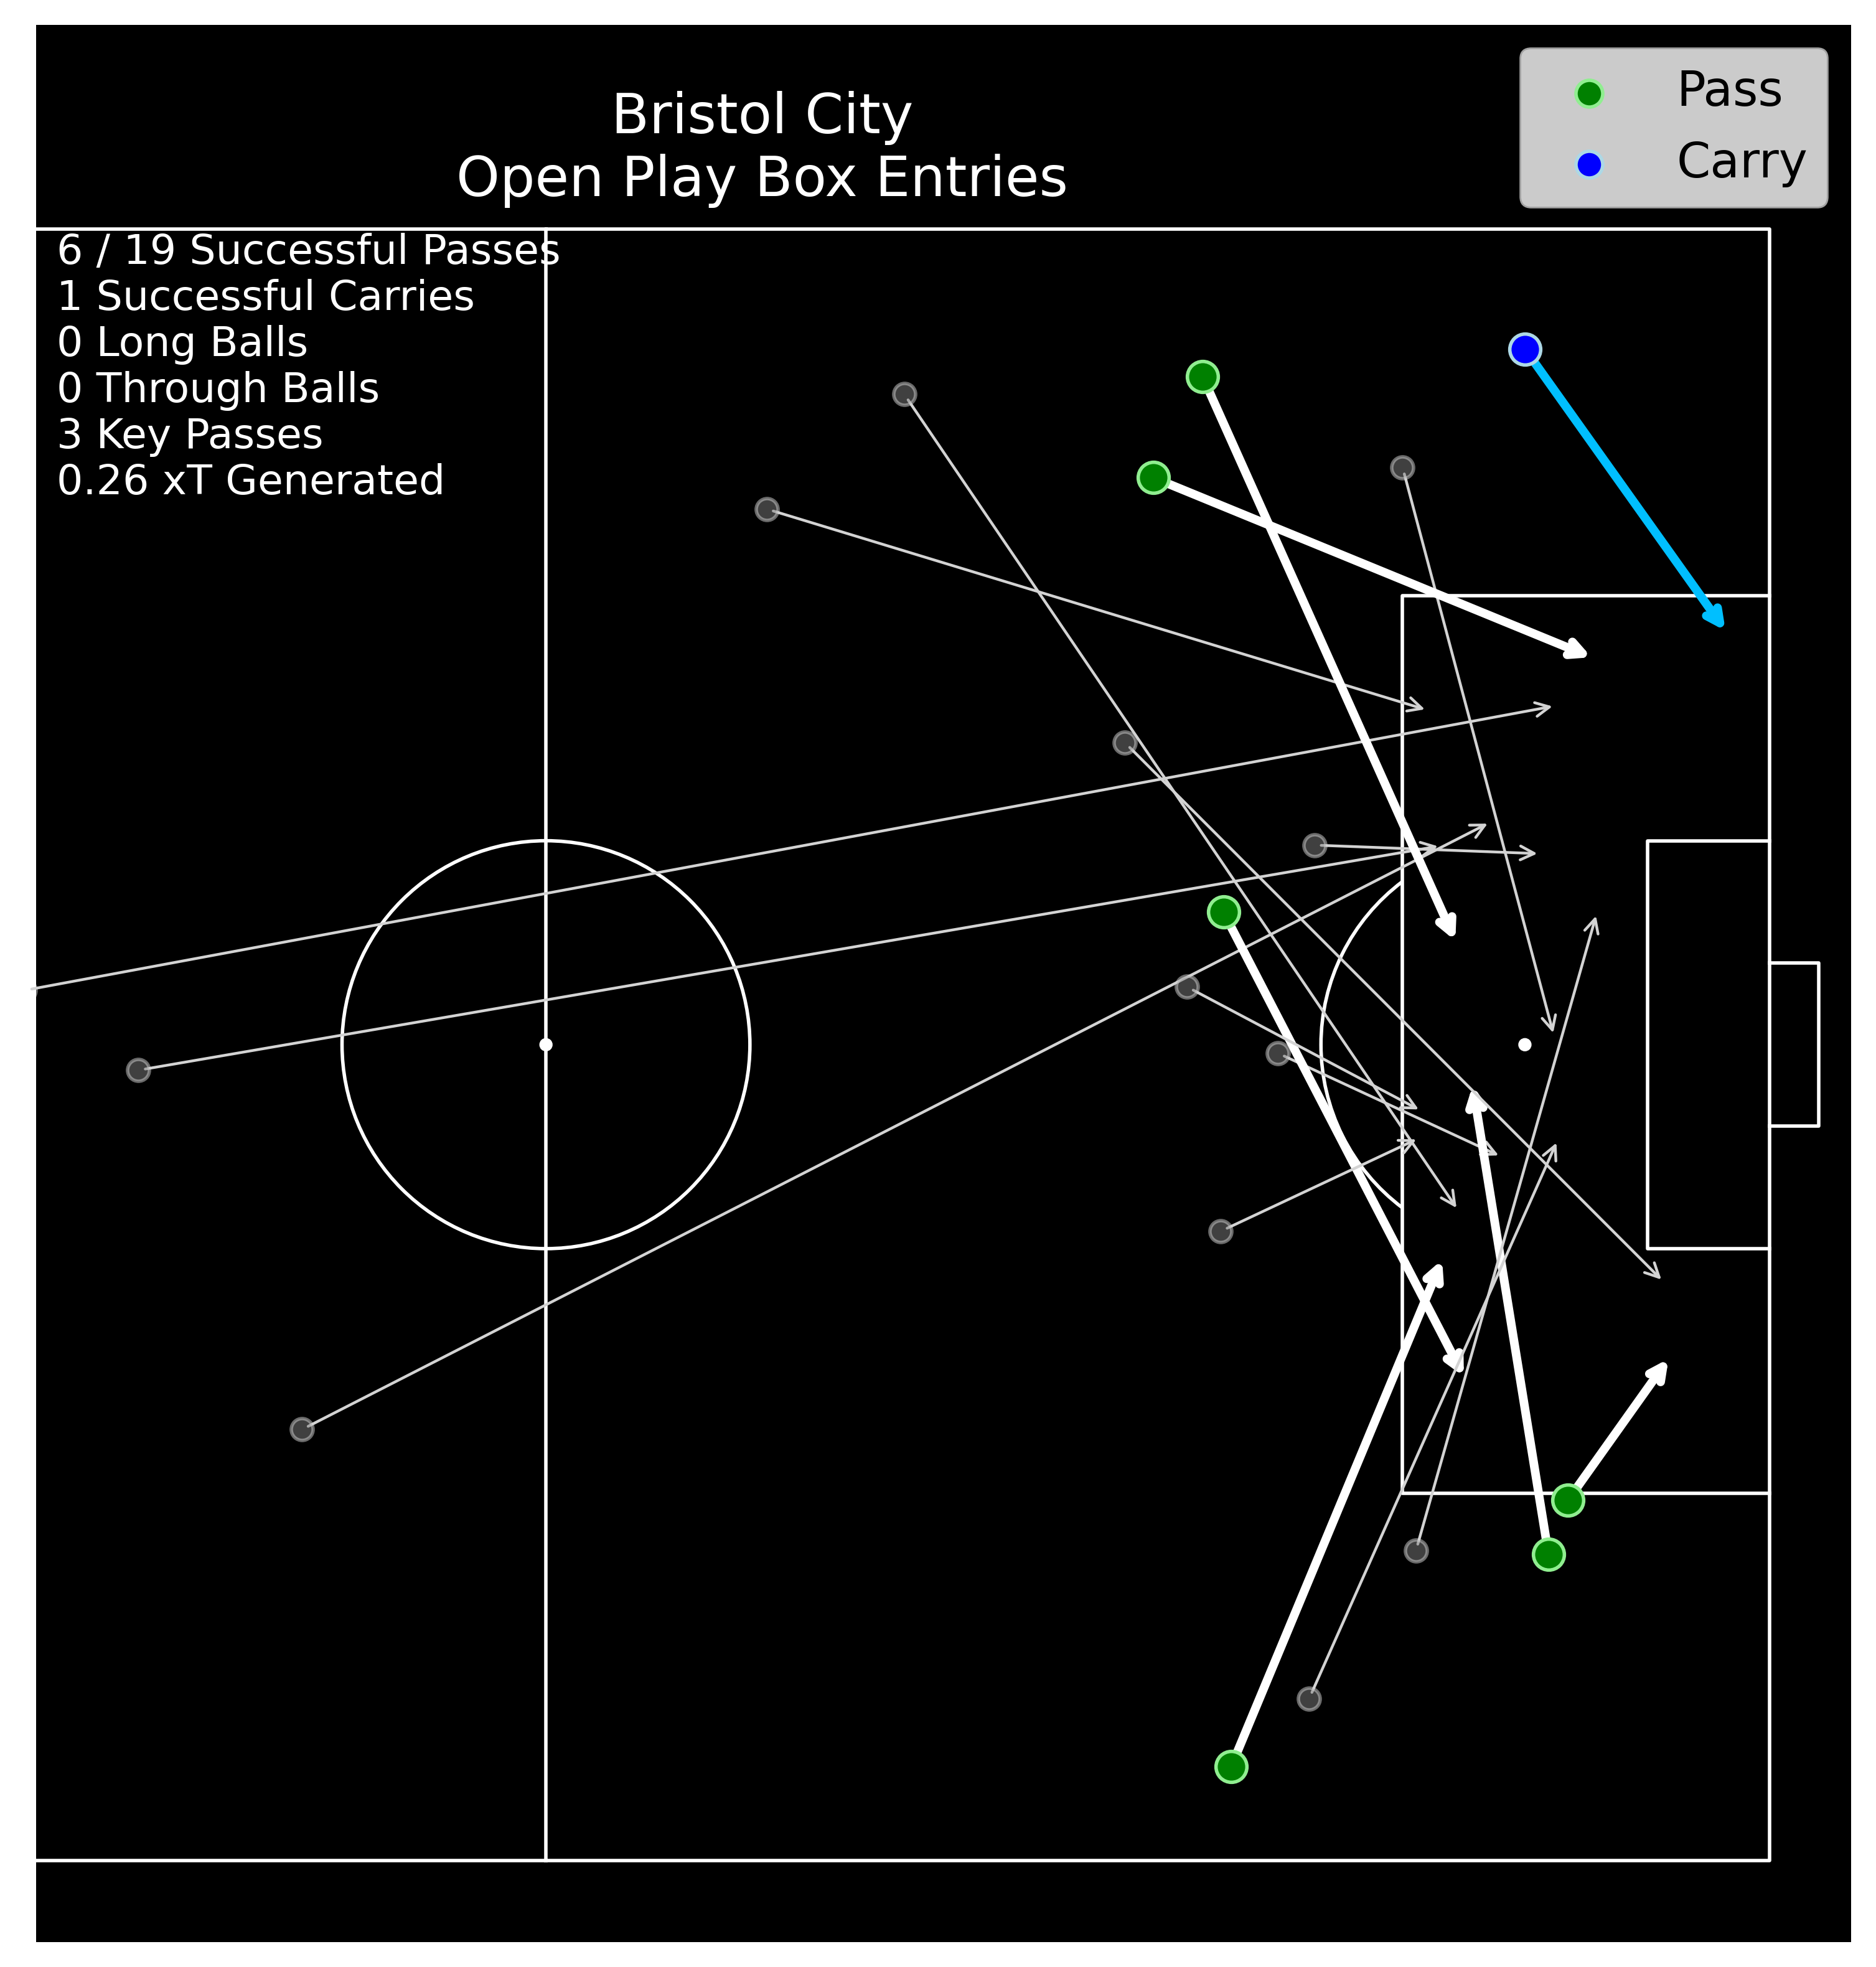 Bristol City
Open Play Box Entries
Pass
Carry
6 / 19 Successful Passes
1 Successful Carries
0 Long Balls
0 Through Balls
3 Key Passes
0.26 xT Generated